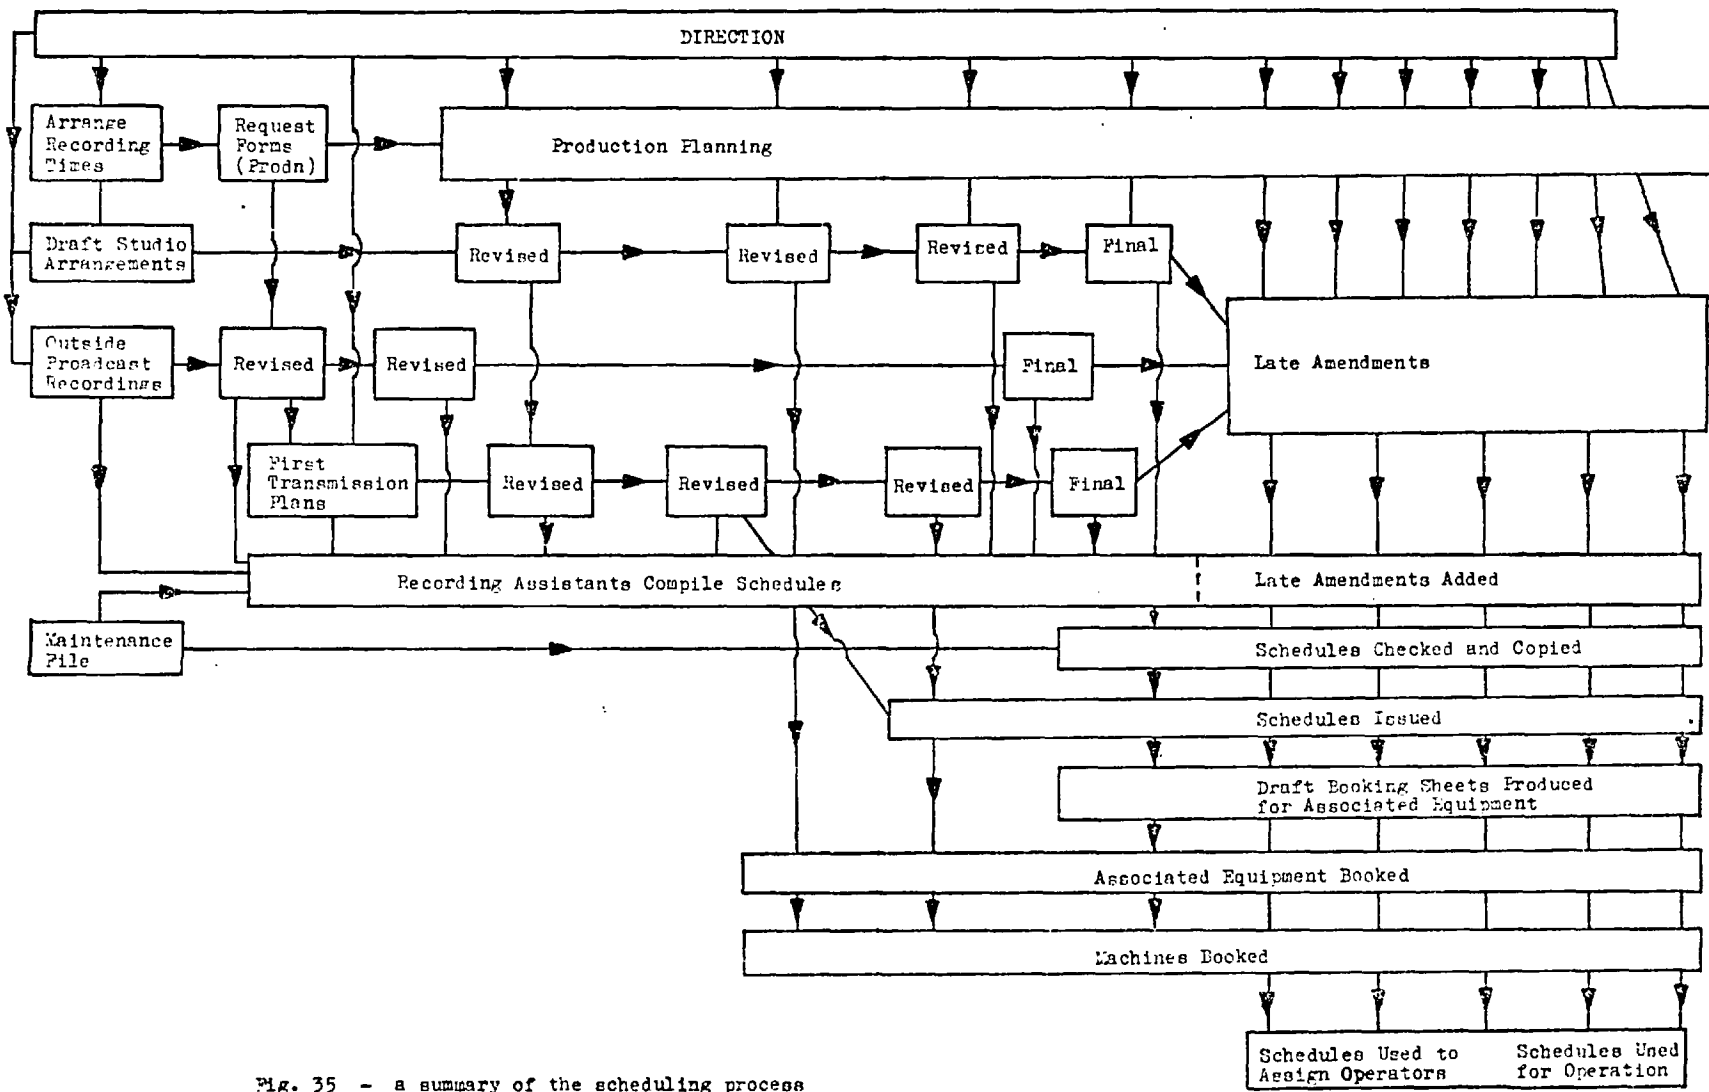 DIRECTION
Arrange
Recording
Times
Request
Forms
(Prodn)
Production Planning
Draft Studio
Arrangements
Revised
Revised
Revised
Final
Outside
Broadcast
Recordings
Revised
Revised
Final
Late Amendments
First
Transmission
Plans
Revised
Revised
Revised
Final
Recording Assistants Compile Schedules
Late Amendments Added
Maintenance
File
Schedules Checked and Copied
Schedules Issued
Draft Booking Sheets Produced
for Associated Equipment
Associated Equipment Booked
Machines Booked
Schedules Used to
Assign Operators
Schedules Used
for Operation
Fig. 35 - a summary of the scheduling process